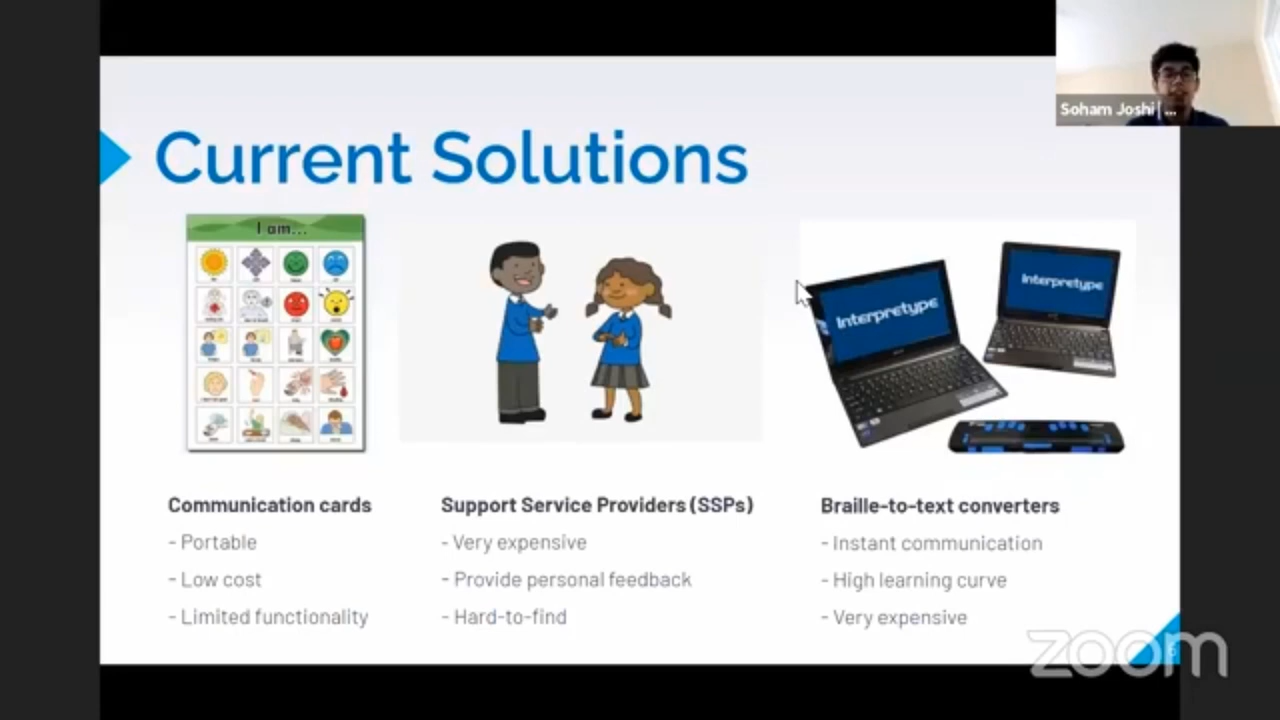 Soham Joshi | ...
Current Solutions
I am...
Interpretype
Interpretype
Communication cards
- Portable
- Low cost
- Limited functionality
Support Service Providers (SSPs)
- Very expensive
- Provide personal feedback
- Hard-to-find
Braille-to-text converters
- Instant communication
- High learning curve
- Very expensive
zoom